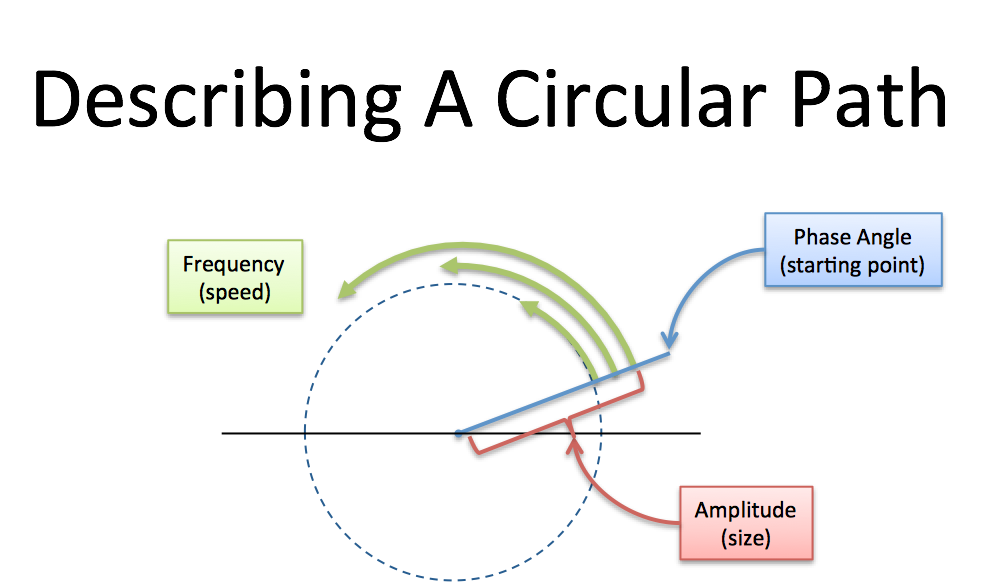 Describing A Circular Path
Phase Angle
(starting point)
Frequency
(speed)
Amplitude
(size)